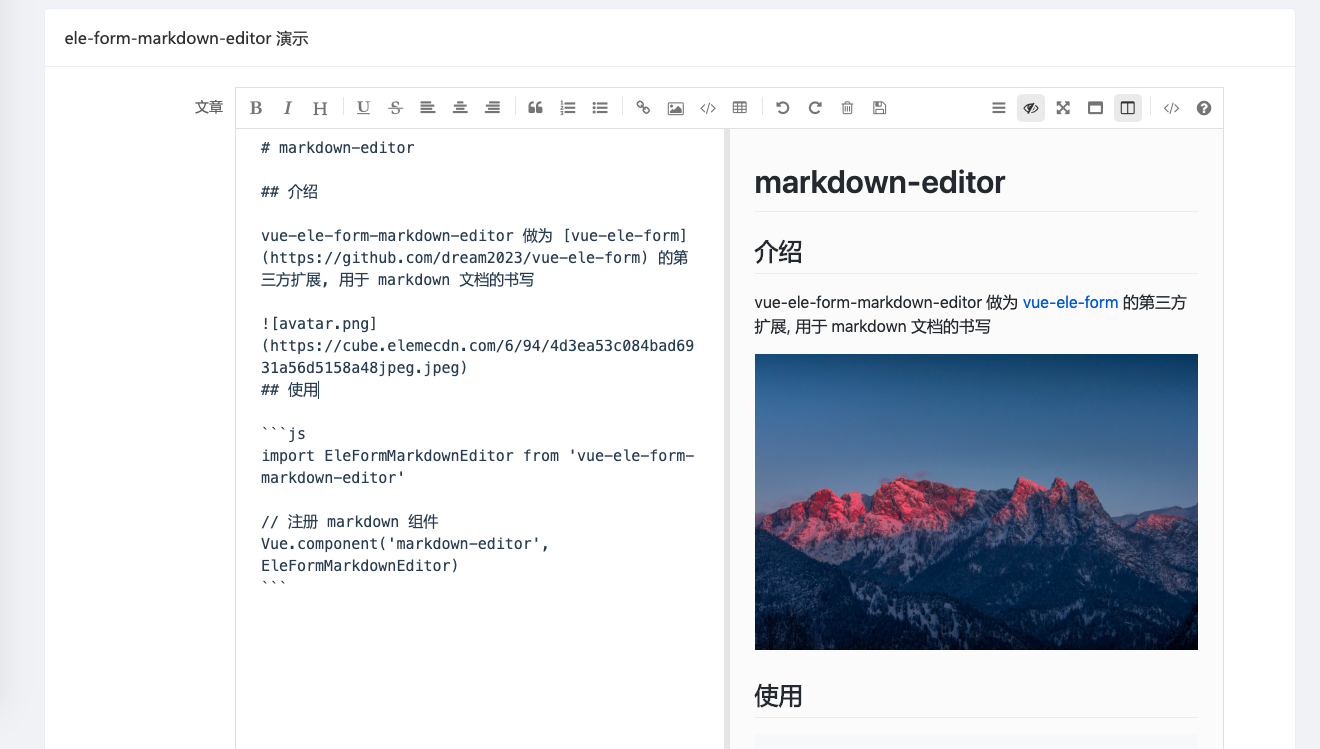 ele-form-markdown-editor 演示
文章
# markdown-editor
## 介绍
vue-ele-form-markdown-editor 做为 [vue-ele-form]
(https://github.com/dream2023/vue-ele-form) 的第
三方扩展, 用于 markdown 文档的书写
![avatar.png]
(https://cube.elemecdn.com/6/94/4d3ea53c084bad69
31a56d5158a48jpeg.jpeg)
## 使用
```js
import EleFormMarkdownEditor from 'vue-ele-form-
markdown-editor'
// 注册 markdown 组件
Vue.component('markdown-editor',
EleFormMarkdownEditor)
```
markdown-editor
介绍
vue-ele-form-markdown-editor 做为 vue-ele-form 的第三方
扩展, 用于 markdown 文档的书写
使用